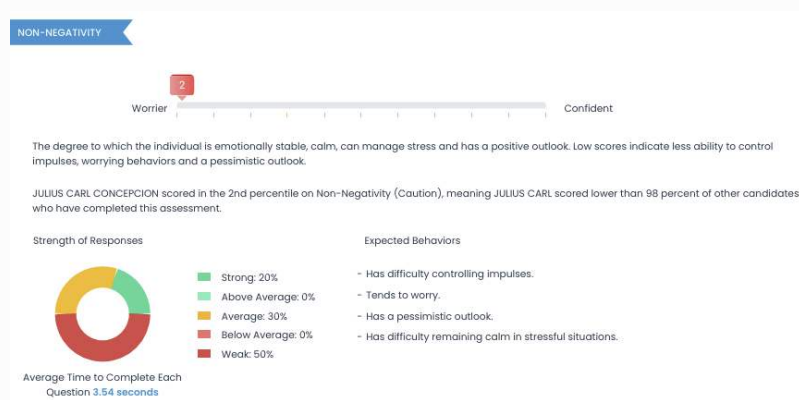 NON-NEGATIVITY
2
Worrier
Confident
The degree to which the individual is emotionally stable, calm, can manage stress and has a positive outlook. Low scores indicate less ability to control
impulses, worrying behaviors and a pessimistic outlook.
JULIUS CARL CONCEPCION scored in the 2nd percentile on Non-Negativity (Caution), meaning JULIUS CARL scored lower than 98 percent of other candidates
who have completed this assessment.
Strength of Responses
Strong: 20%
Above Average: 0%
Average: 30%
Below Average: 0%
Weak: 50%
Average Time to Complete Each
Question 3.54 seconds
Expected Behaviors
- Has difficulty controlling impulses.
- Tends to worry.
- Has a pessimistic outlook.
- Has difficulty remaining calm in stressful situations.